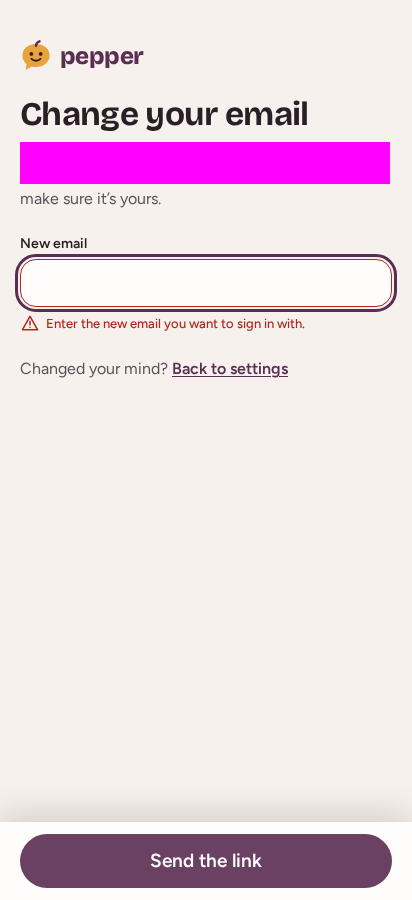 pepper
Change your email
make sure it’s yours.
New email
Enter the new email you want to sign in with.
Changed your mind? Back to settings
Send the link